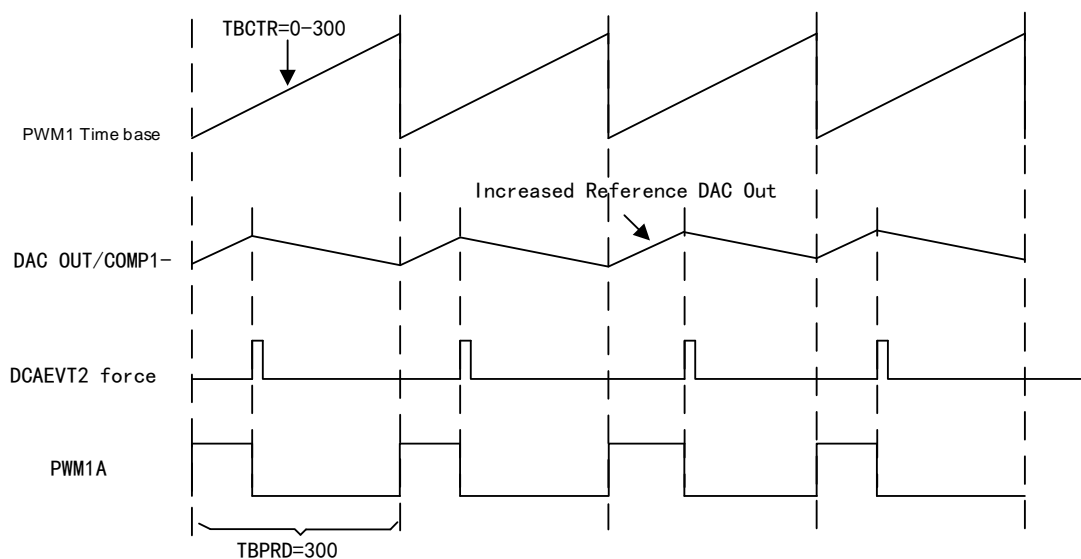 TBCTR=0-300
PWM1 Time base
Increased Reference DAC Out
DAC OUT/COMP1-
DCAEVT2 force
PWM1A
TBPRD=300